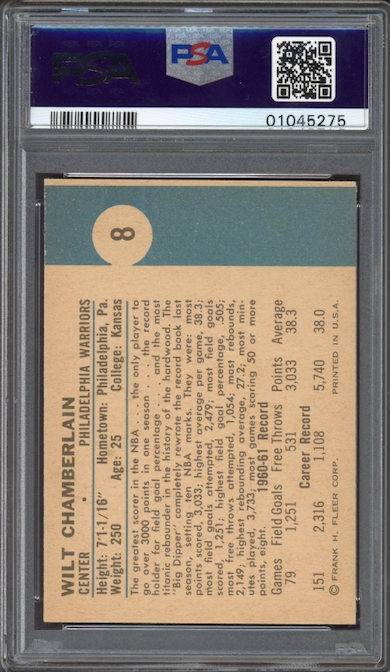 PSA
PSA
01045275
8
WILT CHAMBERLAIN
CENTER • PHILADELPHIA WARRIORS
Height: 7'1-1/16" Hometown: Philadelphia, Pa.
Weight: 250 Age: 25 College: Kansas
The greatest scorer in the NBA . . . the only player to
go over 3000 points in one season . . . the record
holder for field goal percentage . . . and the most
titanic rebounder in the history of the hardwood. The
"Big Dipper" completely rewrote the record book last
season, setting ten NBA marks. They were: most
points scored, 3,033; highest average per game, 38.3;
most field goals attempted, 2,479; most field goals
scored, 1,251; highest field goal percentage, .505;
most free throws attempted, 1,054; most rebounds,
2,149; highest rebounding average, 27.2; most min-
utes played, 3,733; most games scoring 50 or more
points, eight.
1960-61 Record
Games Field Goals Free Throws Points Average
79 1,251 531 3,033 38.3
Career Record
151 2,316 1,108 5,740 38.0
© FRANK H. FLEER CORP. PRINTED IN U.S.A.